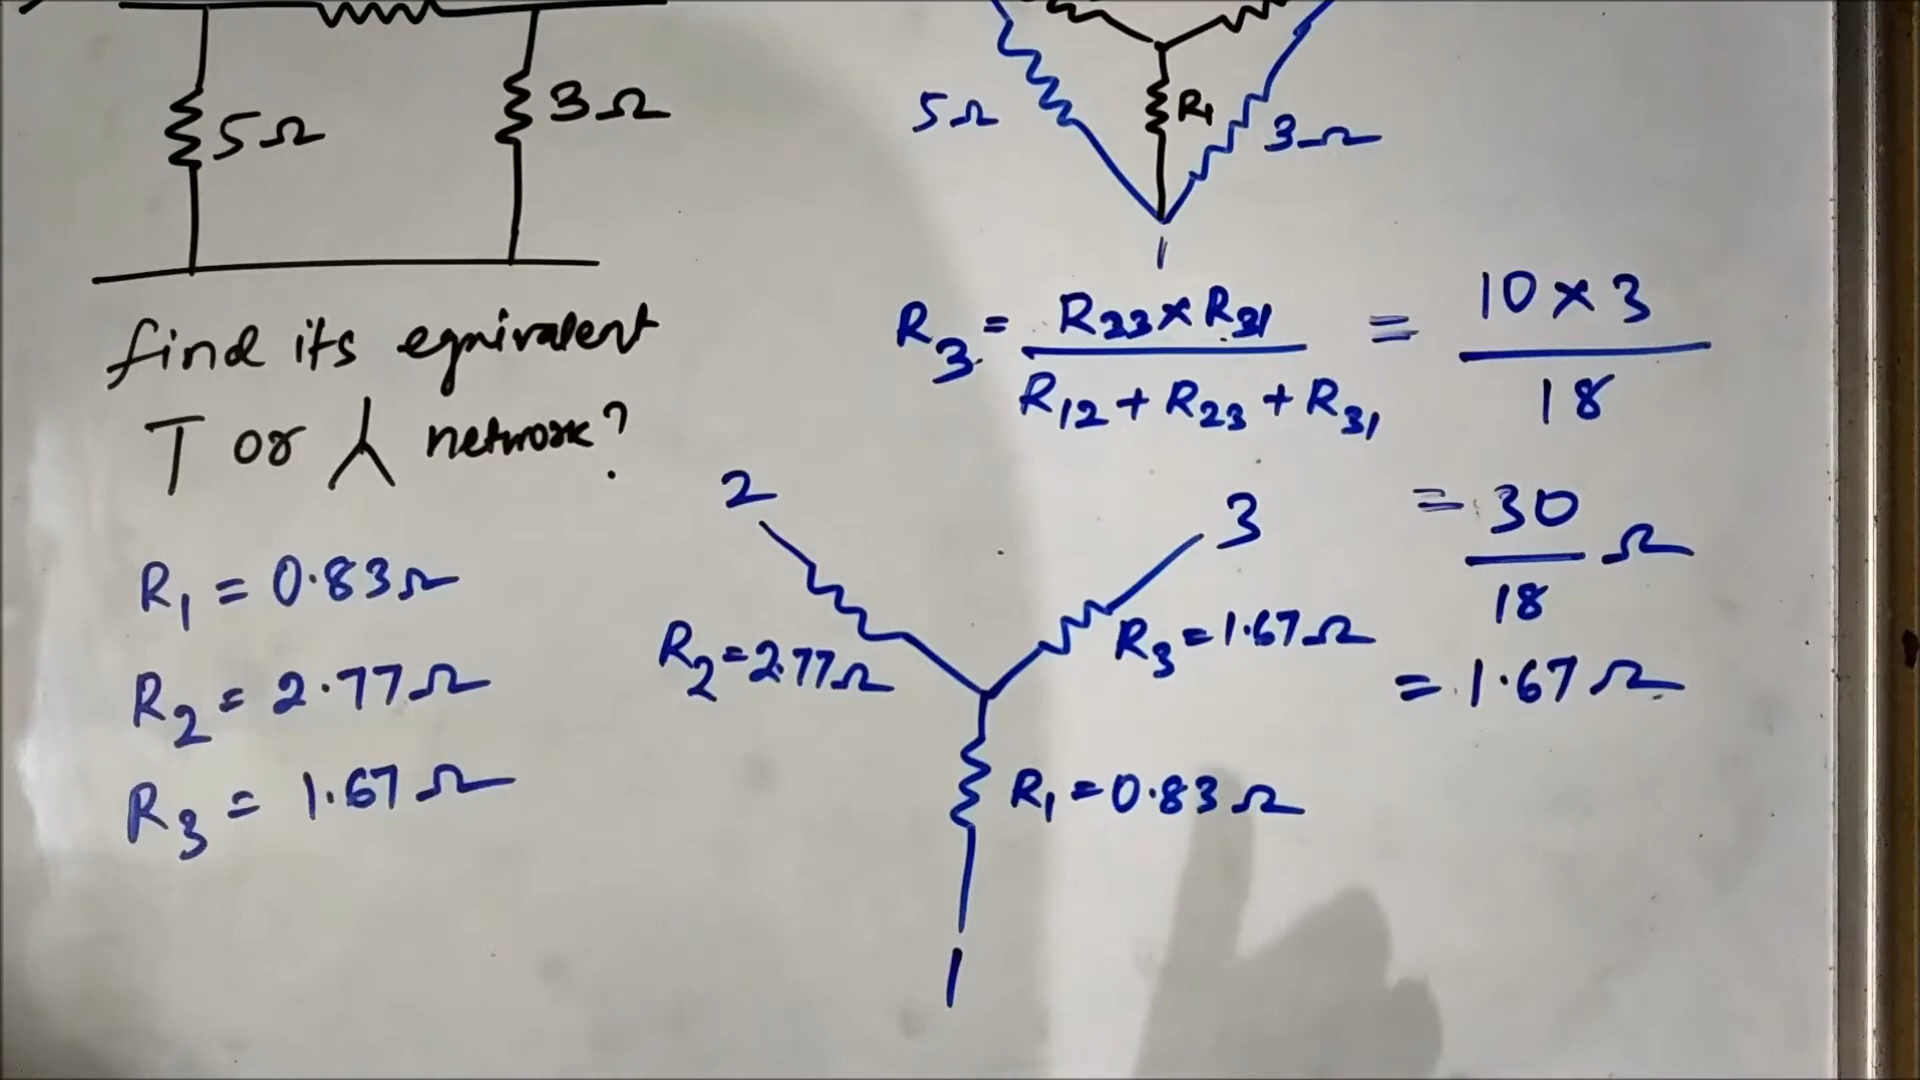 5Ω
3Ω
5Ω
R1
3Ω
1
find its equivalent
T or ⅄ network?
R₃ = R₂₃ × R₃₁ / R₁₂ + R₂₃ + R₃₁ = 10 × 3 / 18
= 30 / 18 Ω
= 1.67 Ω
R₁ = 0.83Ω
R₂ = 2.77Ω
R₃ = 1.67Ω
2
3
R₂ = 2.77Ω
R₃ = 1.67Ω
R₁ = 0.83Ω
1